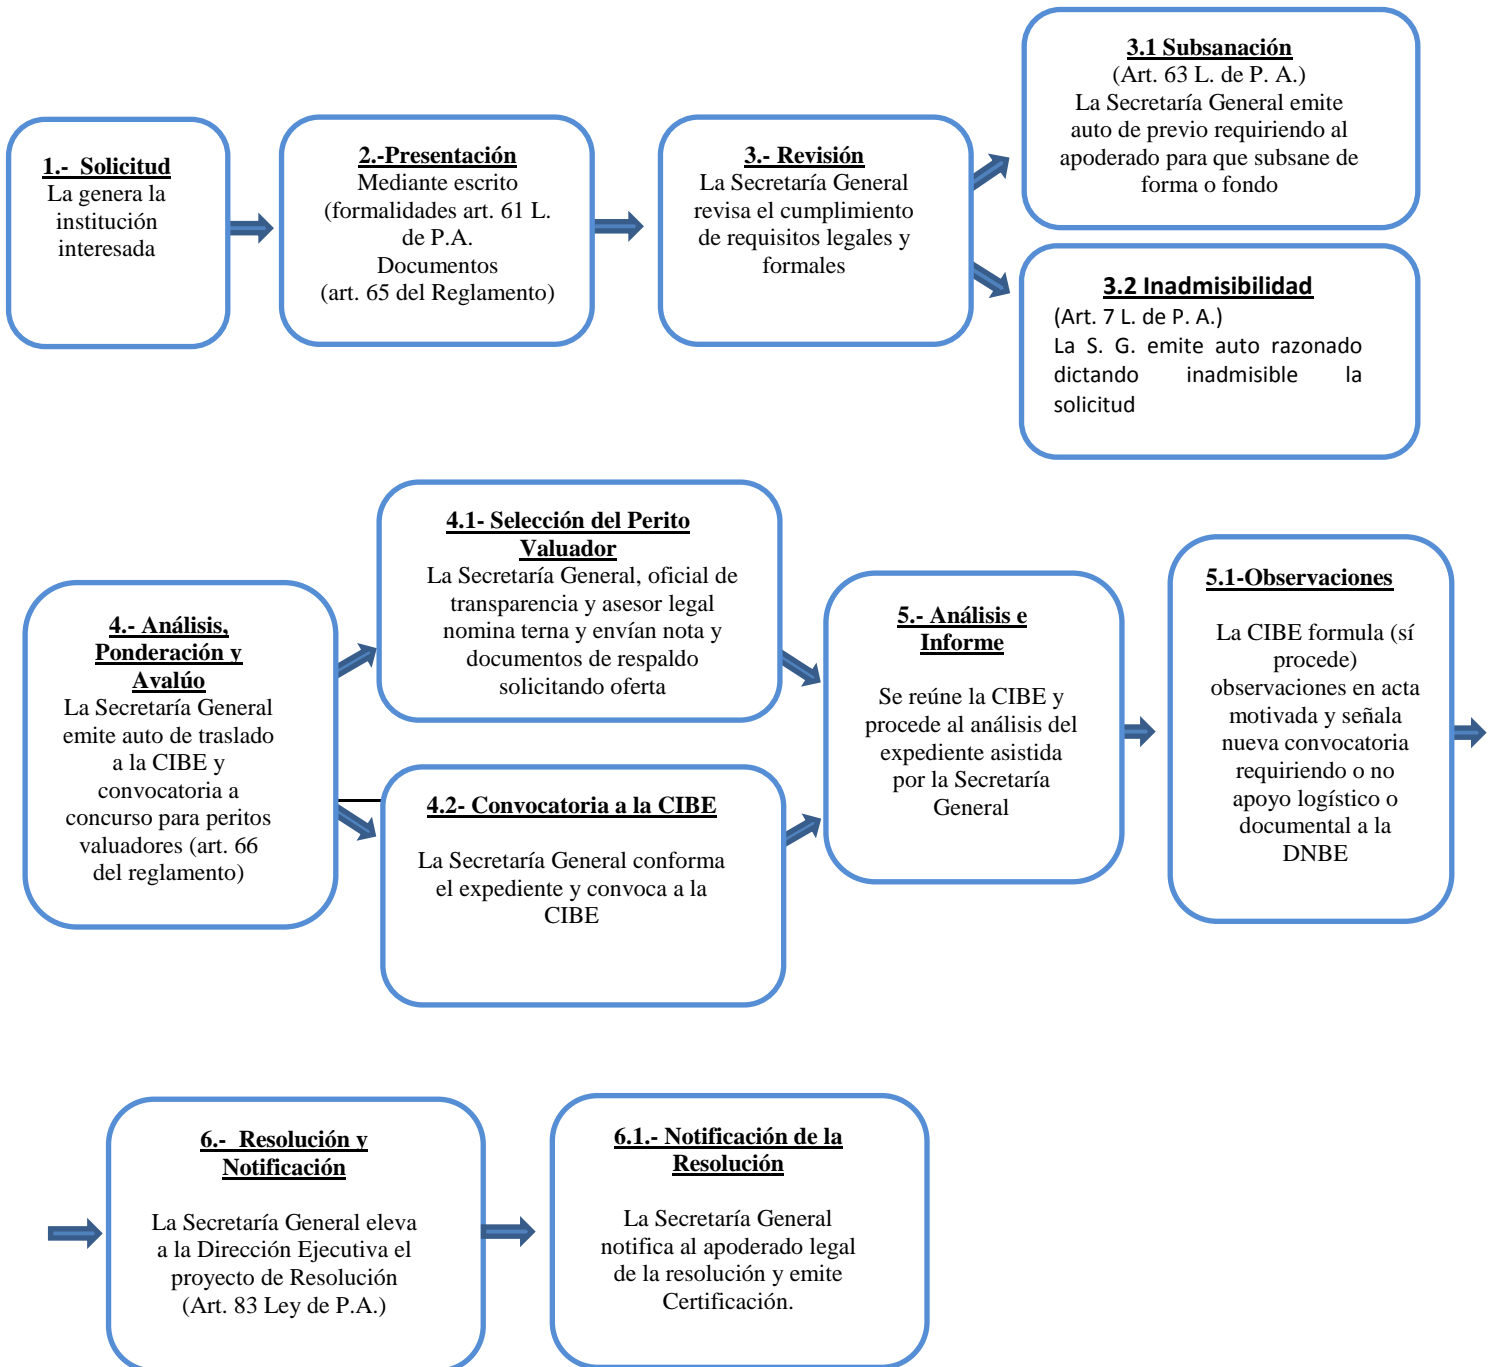 1.- Solicitud
La genera la
institución
interesada
2.-Presentación
Mediante escrito
(formalidades art. 61 L.
de P.A.
Documentos
(art. 65 del Reglamento)
3.- Revisión
La Secretaría General
revisa el cumplimiento
de requisitos legales y
formales
3.1 Subsanación
(Art. 63 L. de P. A.)
La Secretaría General emite
auto de previo requiriendo al
apoderado para que subsane de
forma o fondo
3.2 Inadmisibilidad
(Art. 7 L. de P. A.)
La S. G. emite auto razonado
dictando inadmisible la
solicitud
4.- Análisis,
Ponderación y
Avalúo
La Secretaría General
emite auto de traslado
a la CIBE y
convocatoria a
concurso para peritos
valuadores (art. 66
del reglamento)
4.1- Selección del Perito
Valuador
La Secretaría General, oficial de
transparencia y asesor legal
nomina terna y envían nota y
documentos de respaldo
solicitando oferta
4.2- Convocatoria a la CIBE
La Secretaría General conforma
el expediente y convoca a la
CIBE
5.- Análisis e
Informe
Se reúne la CIBE y
procede al análisis del
expediente asistida
por la Secretaría
General
5.1-Observaciones
La CIBE formula (sí
procede)
observaciones en acta
motivada y señala
nueva convocatoria
requiriendo o no
apoyo logístico o
documental a la
DNBE
6.- Resolución y
Notificación
La Secretaría General eleva
a la Dirección Ejecutiva el
proyecto de Resolución
(Art. 83 Ley de P.A.)
6.1.- Notificación de la
Resolución
La Secretaría General
notifica al apoderado legal
de la resolución y emite
Certificación.